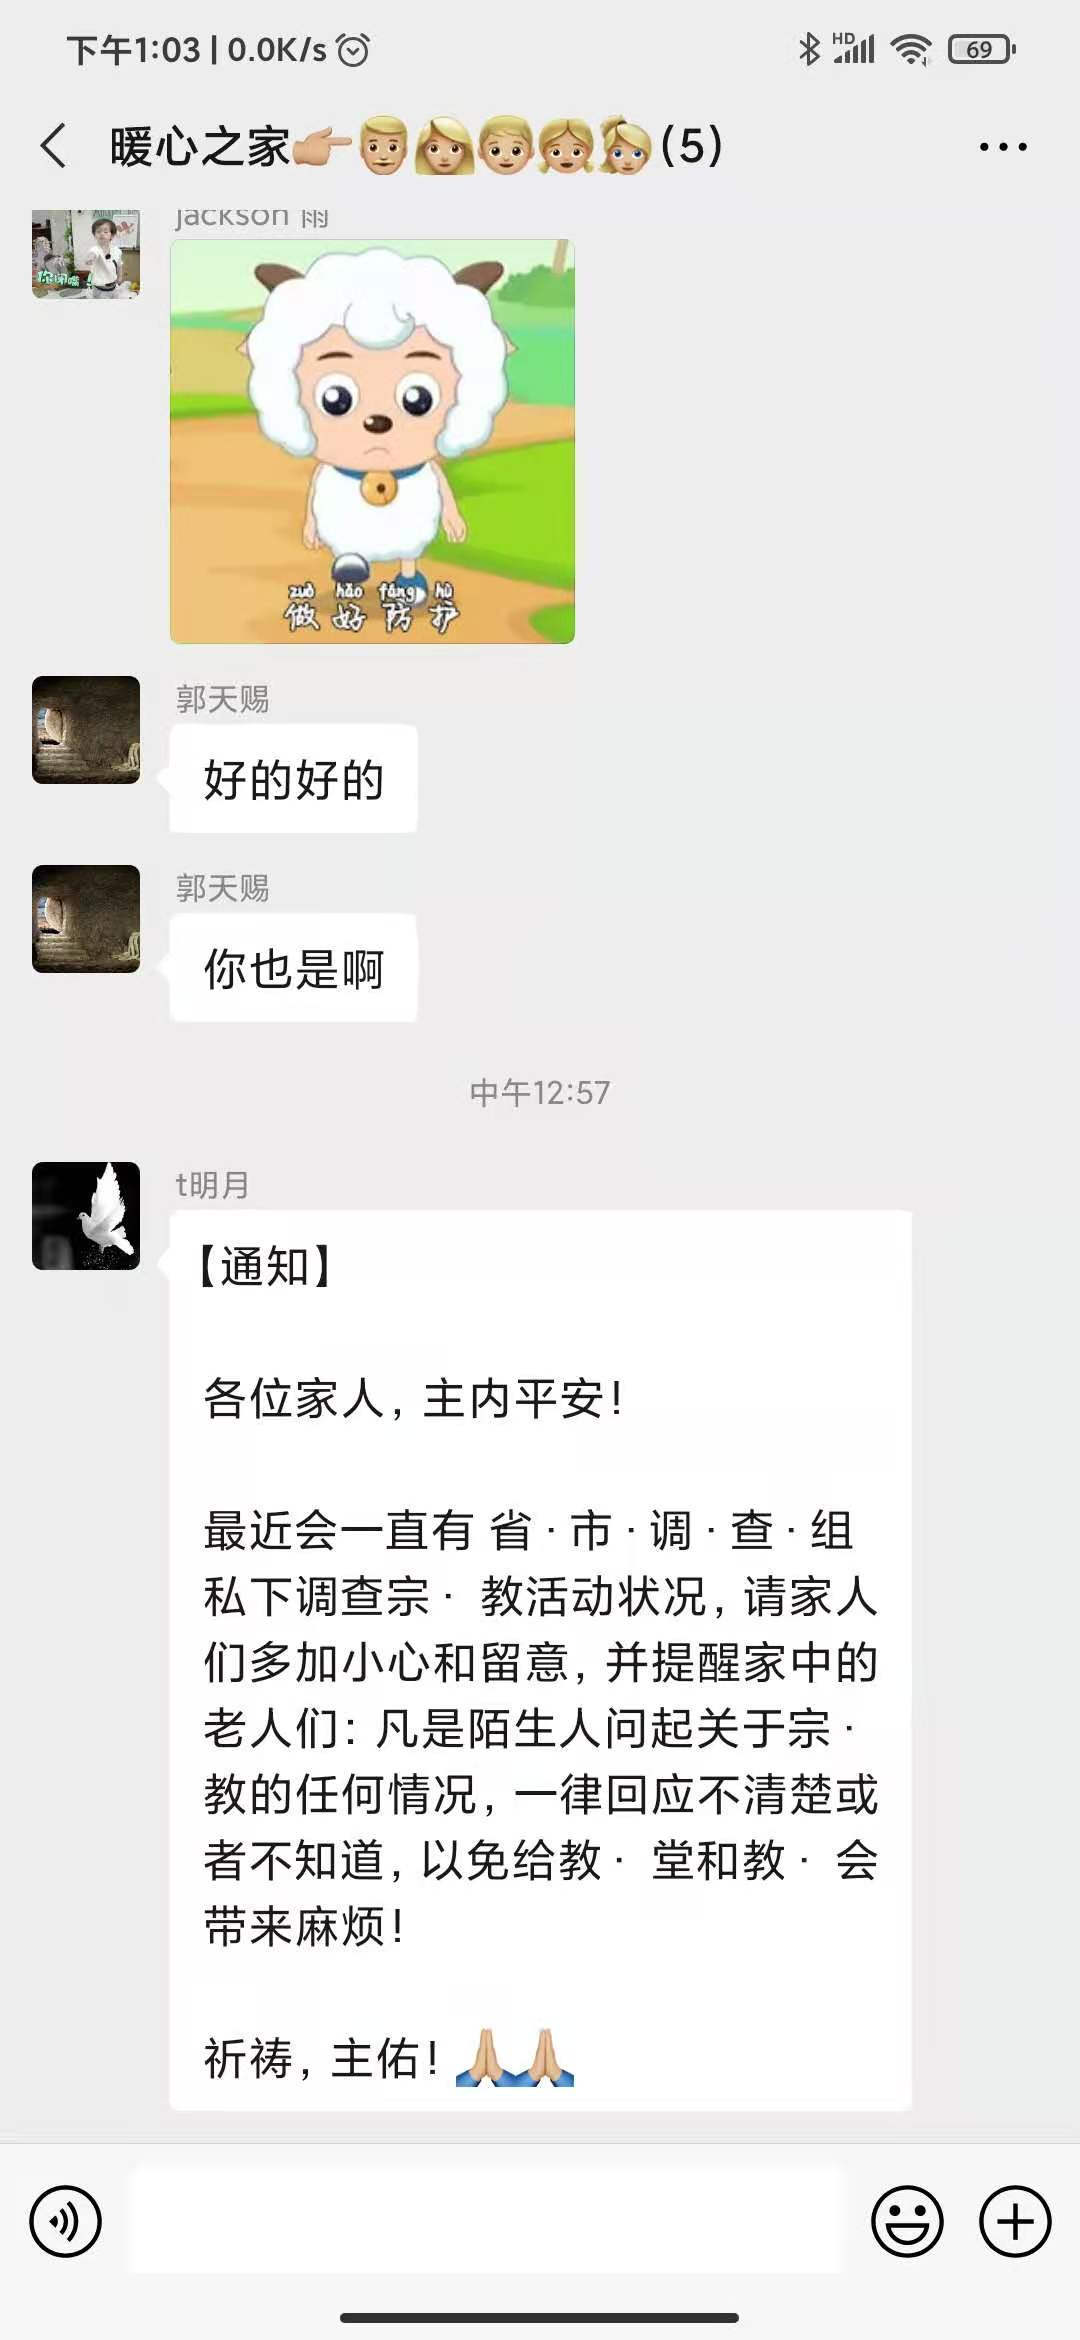 下午1:03 | 0.0K/s
HD
69
暖心之家(5)
jackson 雨
你闭嘴!
zuò hǎo fáng hù
做好防护
郭天赐
好的好的
郭天赐
你也是啊
中午12:57
t明月
【通知】
各位家人, 主内平安!
最近会一直有 省·市·调·查·组
私下调查宗· 教活动状况, 请家人
们多加小心和留意, 并提醒家中的
老人们: 凡是陌生人问起关于宗·
教的任何情况, 一律回应不清楚或
者不知道, 以免给教· 堂和教· 会
带来麻烦!
祈祷, 主佑!